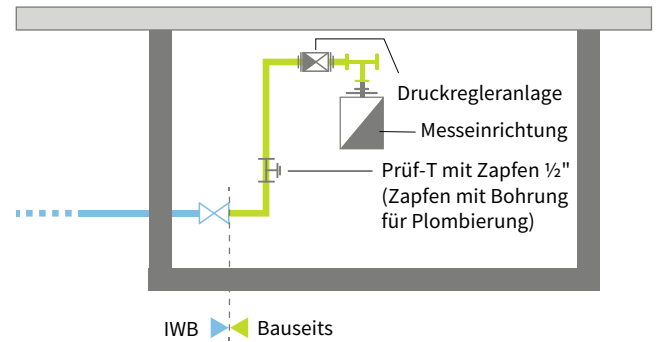 Druckregleranlage
Messeinrichtung
Prüf-T mit Zapfen ½"
(Zapfen mit Bohrung
für Plombierung)
IWB Bauseits